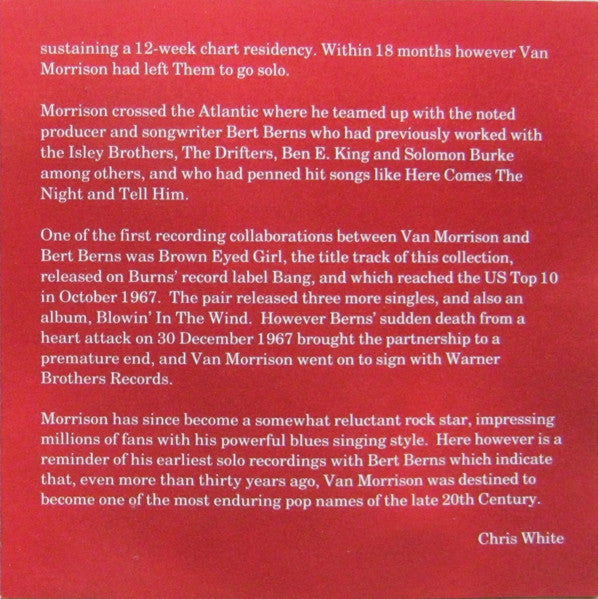 sustaining a 12-week chart residency. Within 18 months however Van
Morrison had left Them to go solo.
Morrison crossed the Atlantic where he teamed up with the noted
producer and songwriter Bert Berns who had previously worked with
the Isley Brothers, The Drifters, Ben E. King and Solomon Burke
among others, and who had penned hit songs like Here Comes The
Night and Tell Him.
One of the first recording collaborations between Van Morrison and
Bert Berns was Brown Eyed Girl, the title track of this collection,
released on Burns' record label Bang, and which reached the US Top 10
in October 1967.  The pair released three more singles, and also an
album, Blowin' In The Wind.  However Berns' sudden death from a
heart attack on 30 December 1967 brought the partnership to a
premature end, and Van Morrison went on to sign with Warner
Brothers Records.
Morrison has since become a somewhat reluctant rock star, impressing
millions of fans with his powerful blues singing style.  Here however is a
reminder of his earliest solo recordings with Bert Berns which indicate
that, even more than thirty years ago, Van Morrison was destined to
become one of the most enduring pop names of the late 20th Century.
Chris White